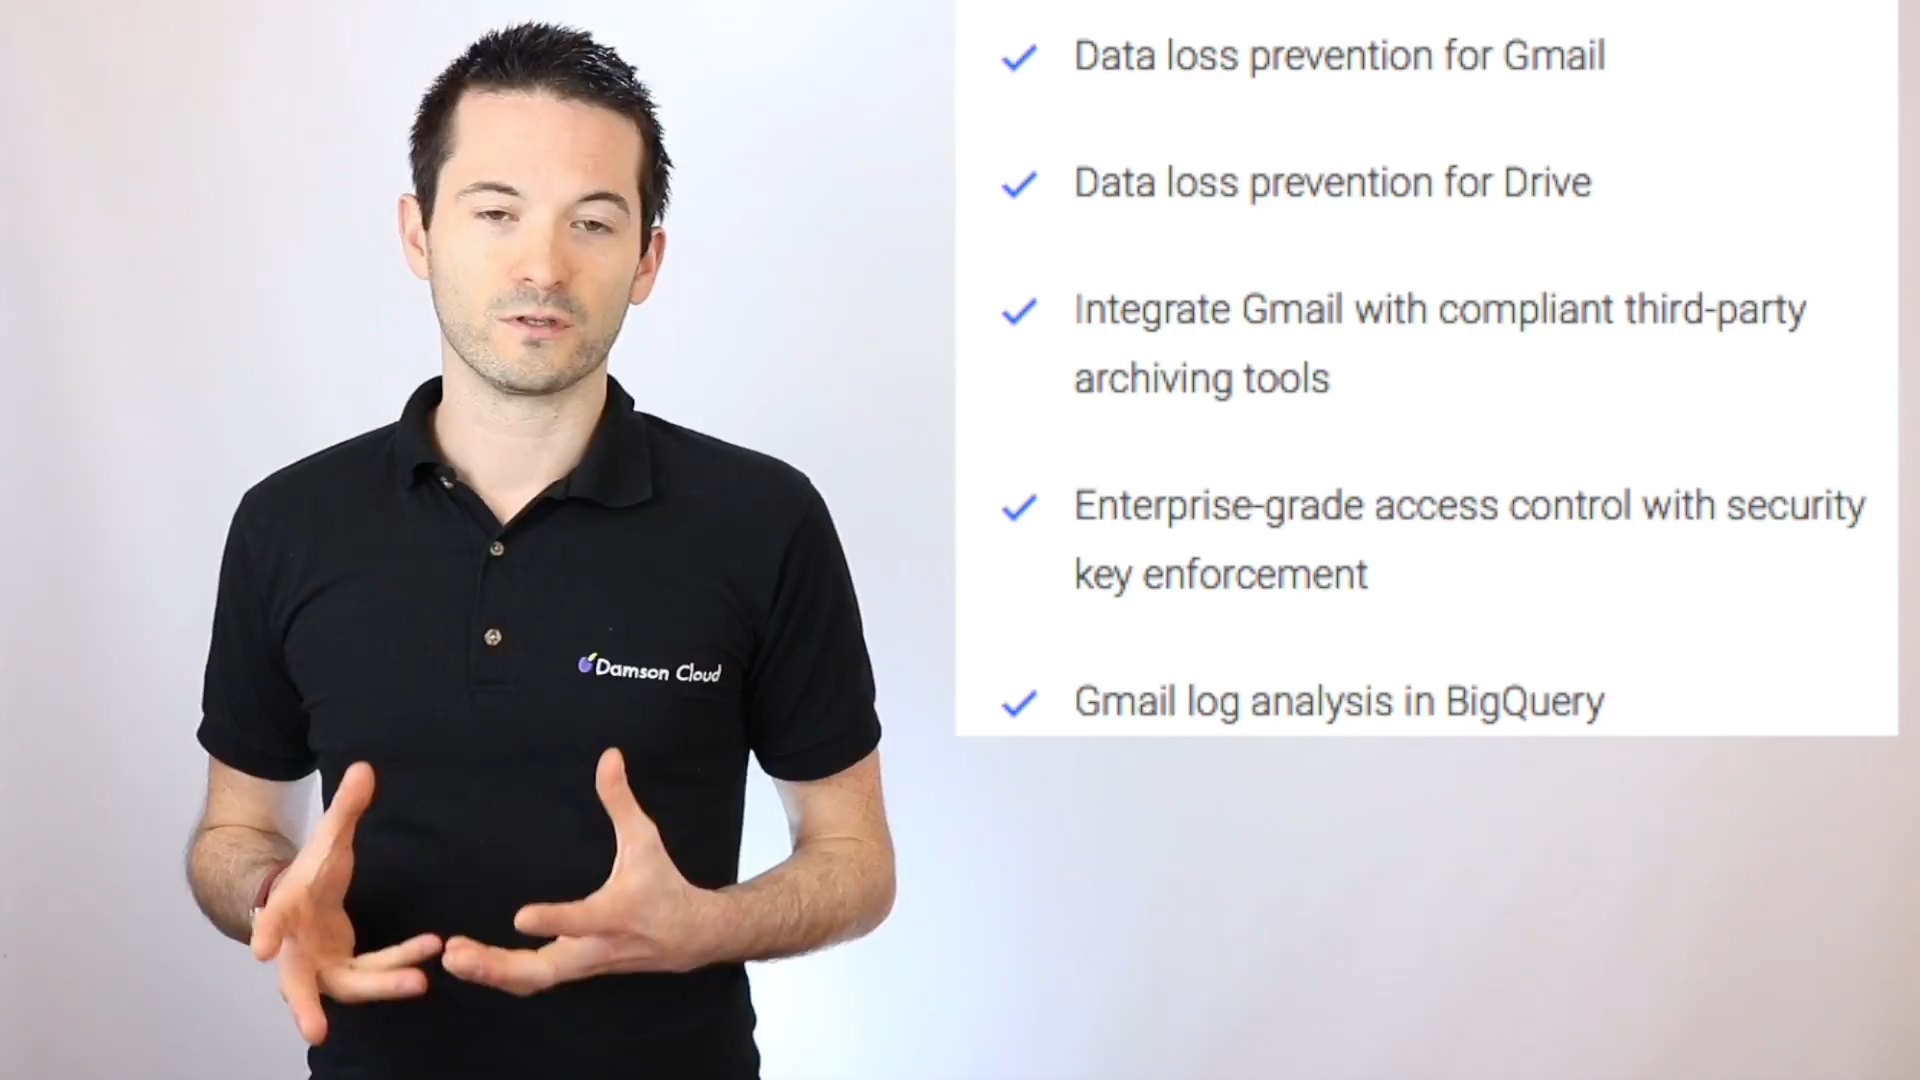 Data loss prevention for Gmail
Data loss prevention for Drive
Integrate Gmail with compliant third-party
archiving tools
Enterprise-grade access control with security
key enforcement
Gmail log analysis in BigQuery
Damson Cloud